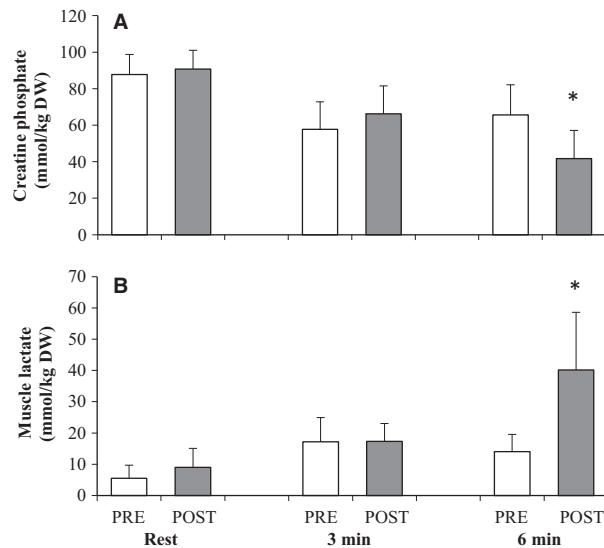 A
120
100
80
60
40
20
0
Creatine phosphate
(mmol/kg DW)
*
B
70
60
50
40
30
20
10
0
Muscle lactate
(mmol/kg DW)
*
PRE POST PRE POST PRE POST
Rest 3 min 6 min